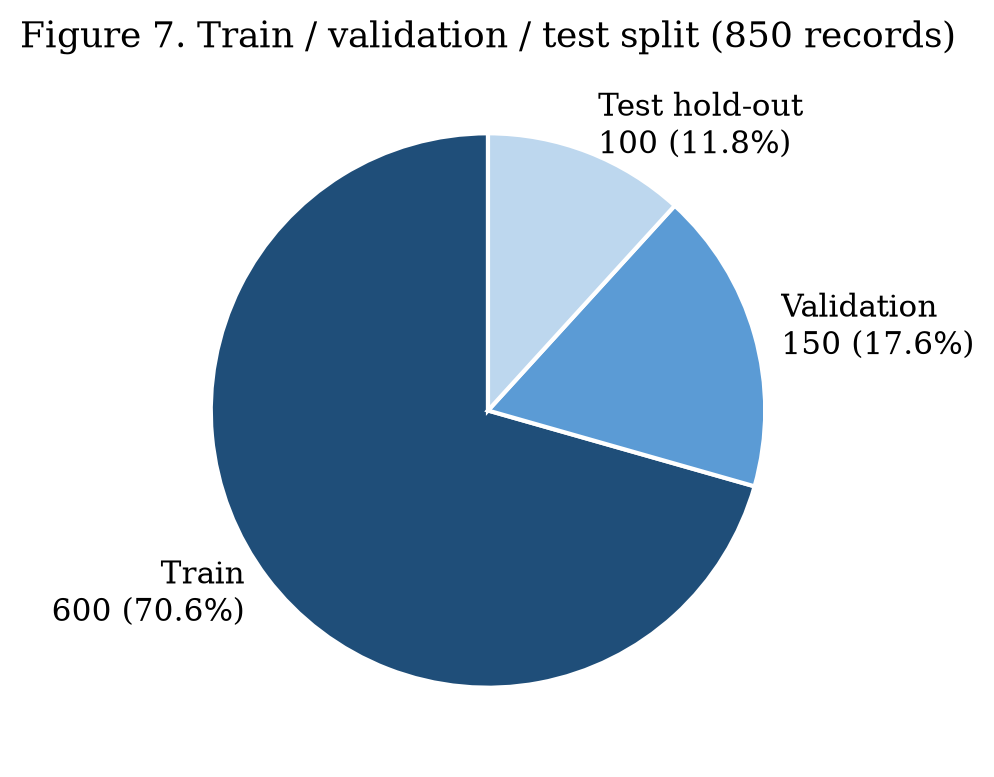 Figure 7. Train / validation / test split (850 records)
Test hold-out
100 (11.8%)
Validation
150 (17.6%)
Train
600 (70.6%)